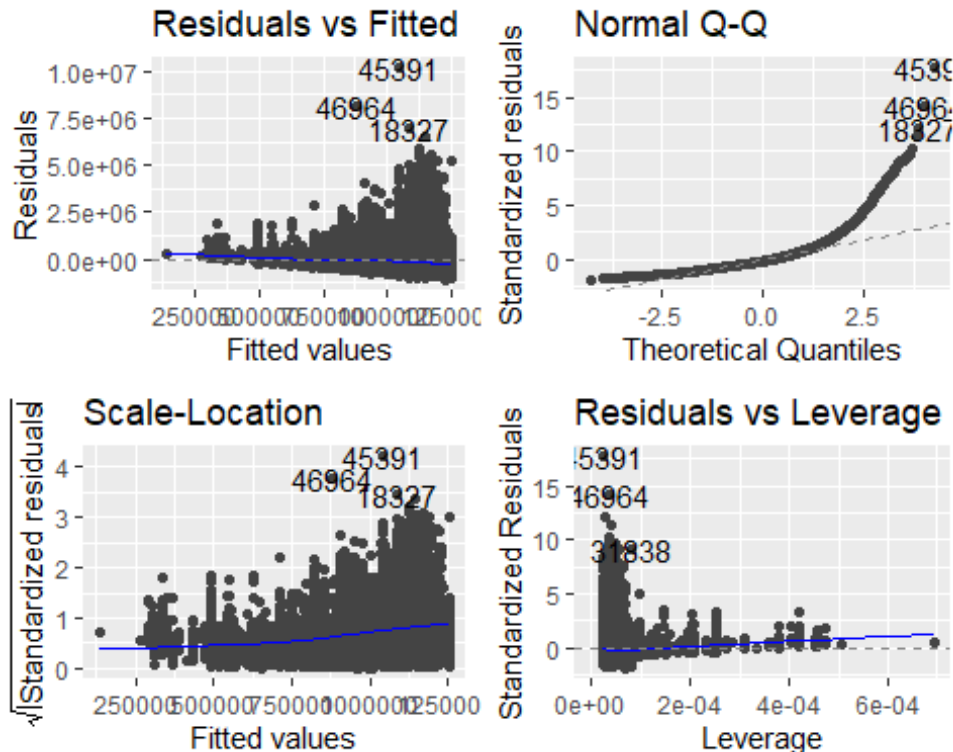 Residuals vs Fitted
Residuals
1.0e+07
7.5e+06
5.0e+06
2.5e+06
0.0e+00
45391
46964
18327
Fitted values
Normal Q-Q
Standardized residuals
15
10
5
0
4539
46964
18327
-2.5
0.0
2.5
Theoretical Quantiles
Scale-Location
√|Standardized residuals|
4
3
2
1
0
45391
46964
18327
Fitted values
Residuals vs Leverage
Standardized Residuals
15
10
5
0
45391
46964
31838
0e+00
2e-04
4e-04
6e-04
Leverage